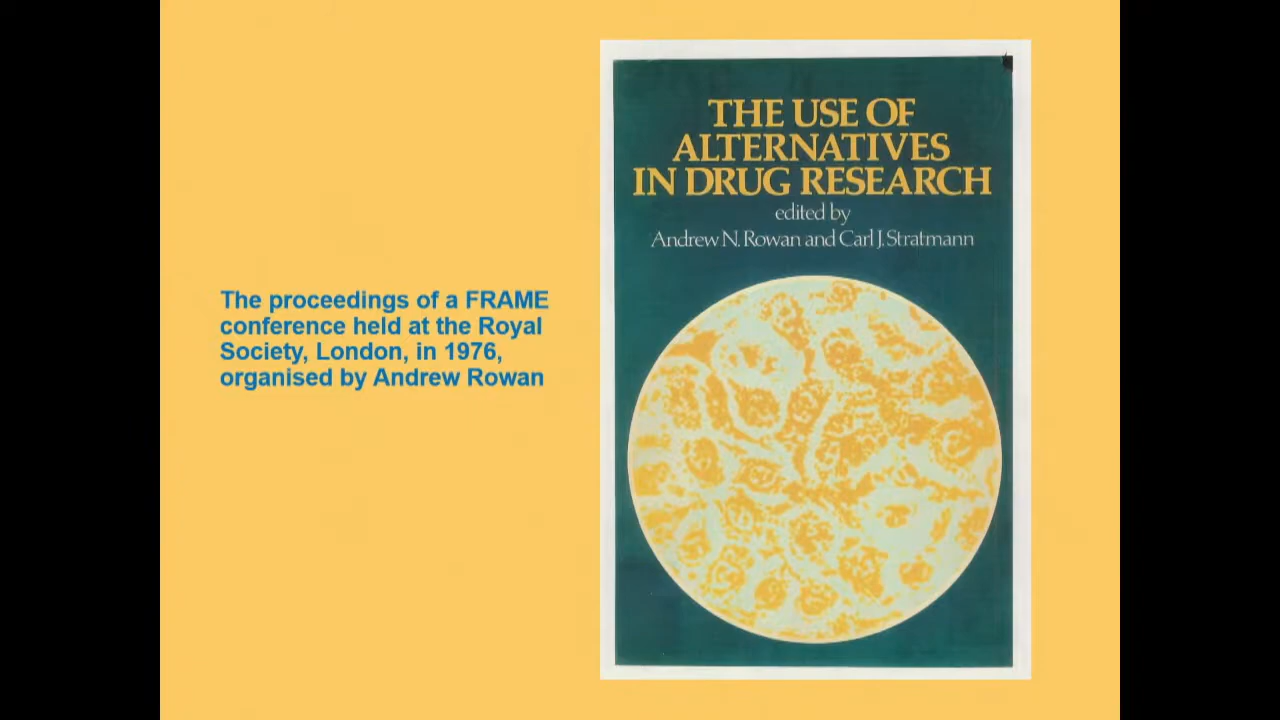 The proceedings of a FRAME
conference held at the Royal
Society, London, in 1976,
organised by Andrew Rowan
THE USE OF
ALTERNATIVES
IN DRUG RESEARCH
edited by
Andrew N. Rowan and Carl J. Stratmann